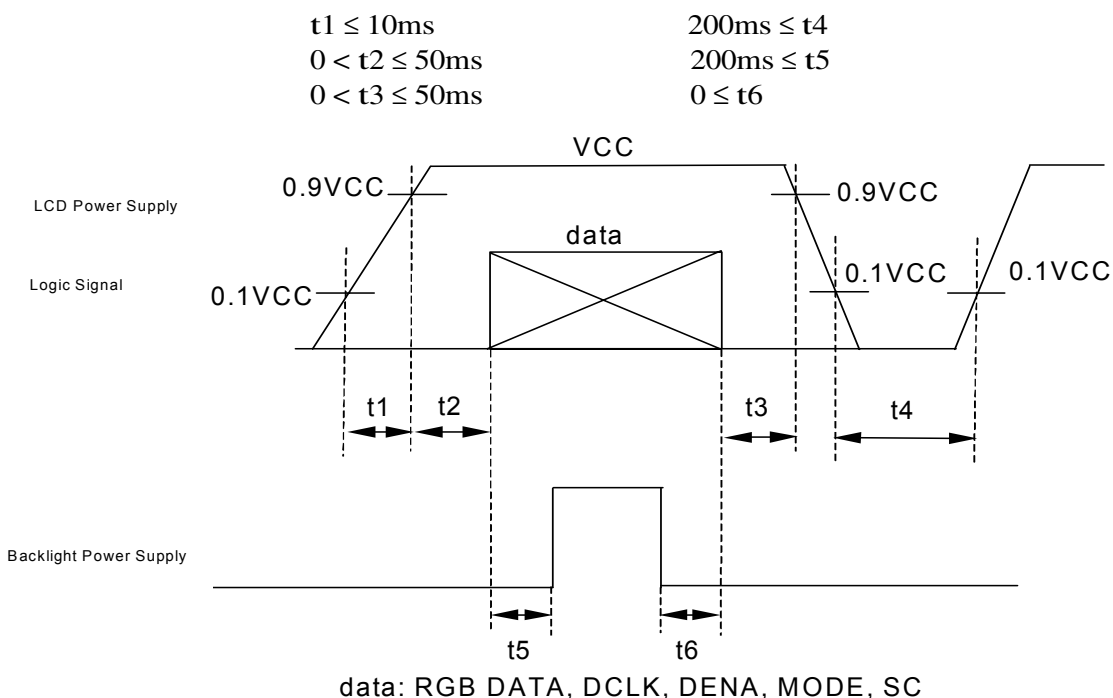 t1 ≤ 10ms 200ms ≤ t4
0 < t2 ≤ 50ms 200ms ≤ t5
0 < t3 ≤ 50ms 0 ≤ t6
VCC
0.9VCC 0.9VCC
LCD Power Supply
data
Logic Signal
0.1VCC 0.1VCC 0.1VCC
t1 t2 t3 t4
Backlight Power Supply
t5 t6
data: RGB DATA, DCLK, DENA, MODE, SC